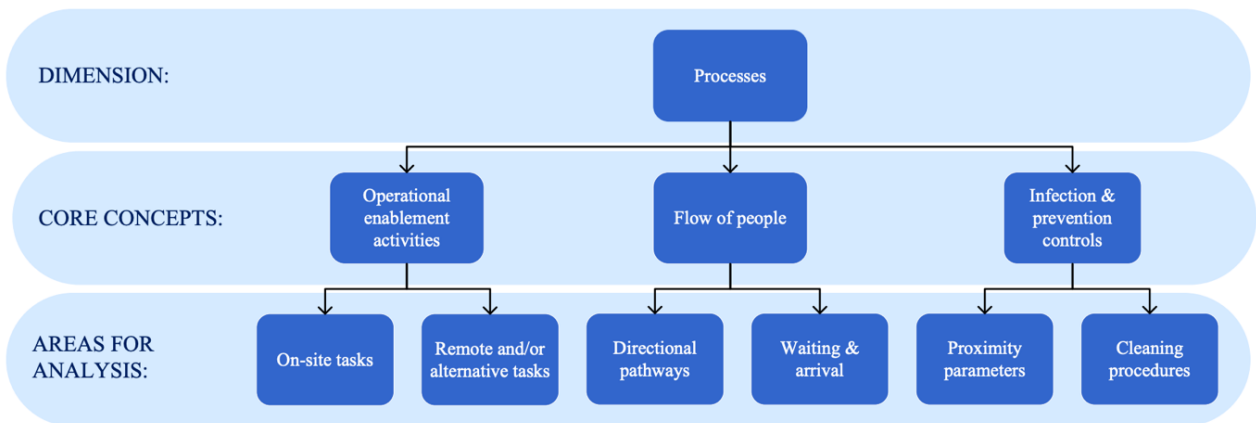 DIMENSION:
Processes
CORE CONCEPTS:
Operational
enablement
activities
Flow of people
Infection &
prevention
controls
AREAS FOR
ANALYSIS:
On-site tasks
Remote and/or
alternative tasks
Directional
pathways
Waiting &
arrival
Proximity
parameters
Cleaning
procedures